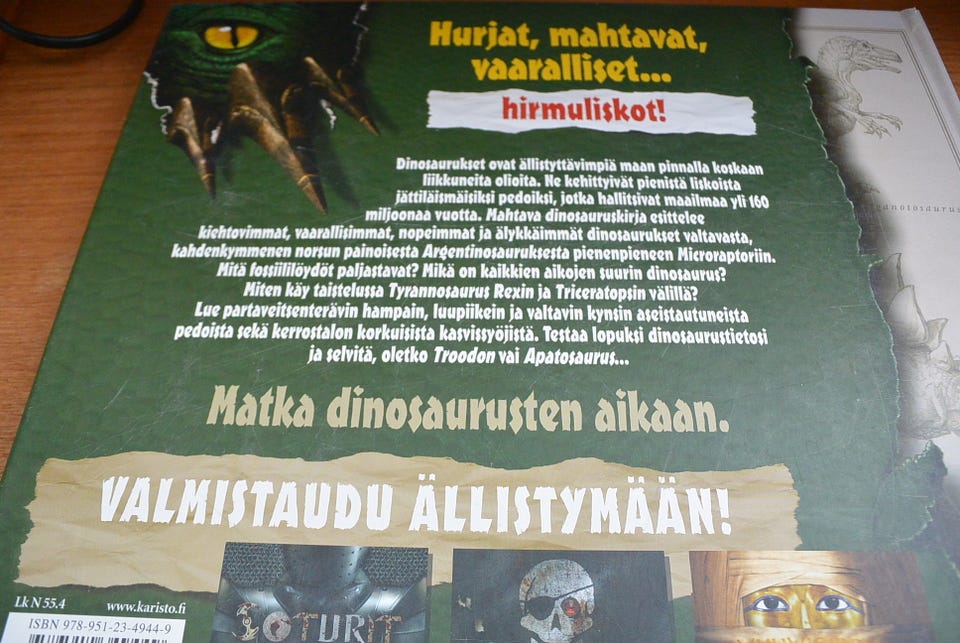 Hurjat, mahtavat,
vaaralliset...
hirmuliskot!
Dinosaurukset ovat ällistyttävimpiä maan pinnalla koskaan
liikkuneita olioita. Ne kehittyivät pienistä liskoista
jättiläismäisiksi pedoiksi, jotka hallitsivat maailmaa yli 160
miljoonaa vuotta. Mahtava dinosauruskirja esittelee
kiehtovimmat, vaarallisimmat, nopeimmat ja älykkäimmät dinosaurukset valtavasta,
kahdenkymmenen norsun painoisesta Argentinosauruksesta pienenpieneen Microraptoriin.
Mitä fossiililöydöt paljastavat? Mikä on kaikkien aikojen suurin dinosaurus?
Miten käy taistelussa Tyrannosaurus Rexin ja Triceratopsin välillä?
Lue partaveitsenterävin hampain, luupiikein ja valtavin kynsin aseistautuneista
pedoista sekä kerrostalon korkuisista kasvissyöjistä. Testaa lopuksi dinosaurustietosi
ja selvitä, oletko Troodon vai Apatosaurus...
ganotosaurus
Matka dinosaurusten aikaan.
VALMISTAUDU ÄLLISTYMÄÄN!
SOTURIT
Lk N 55.4 www.karisto.fi
ISBN 978-951-23-4944-9